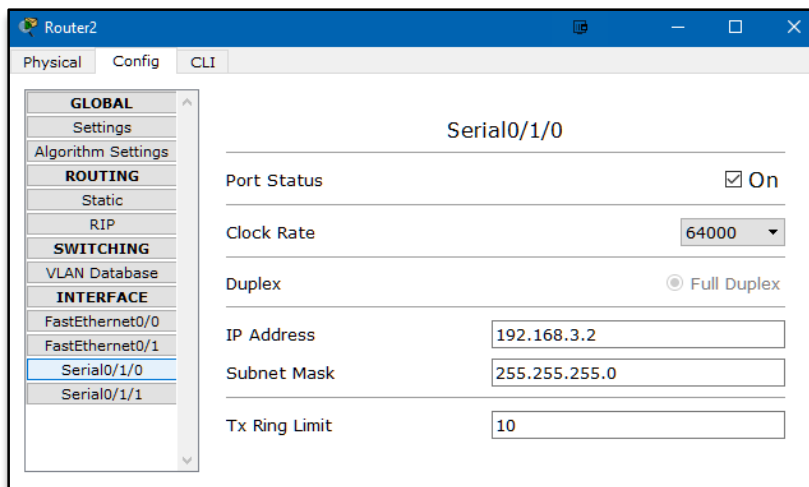 Router2
Physical Config CLI
GLOBAL
Settings
Algorithm Settings
ROUTING
Static
RIP
SWITCHING
VLAN Database
INTERFACE
FastEthernet0/0
FastEthernet0/1
Serial0/1/0
Serial0/1/1
Serial0/1/0
Port Status On
Clock Rate 64000
Duplex Full Duplex
IP Address 192.168.3.2
Subnet Mask 255.255.255.0
Tx Ring Limit 10